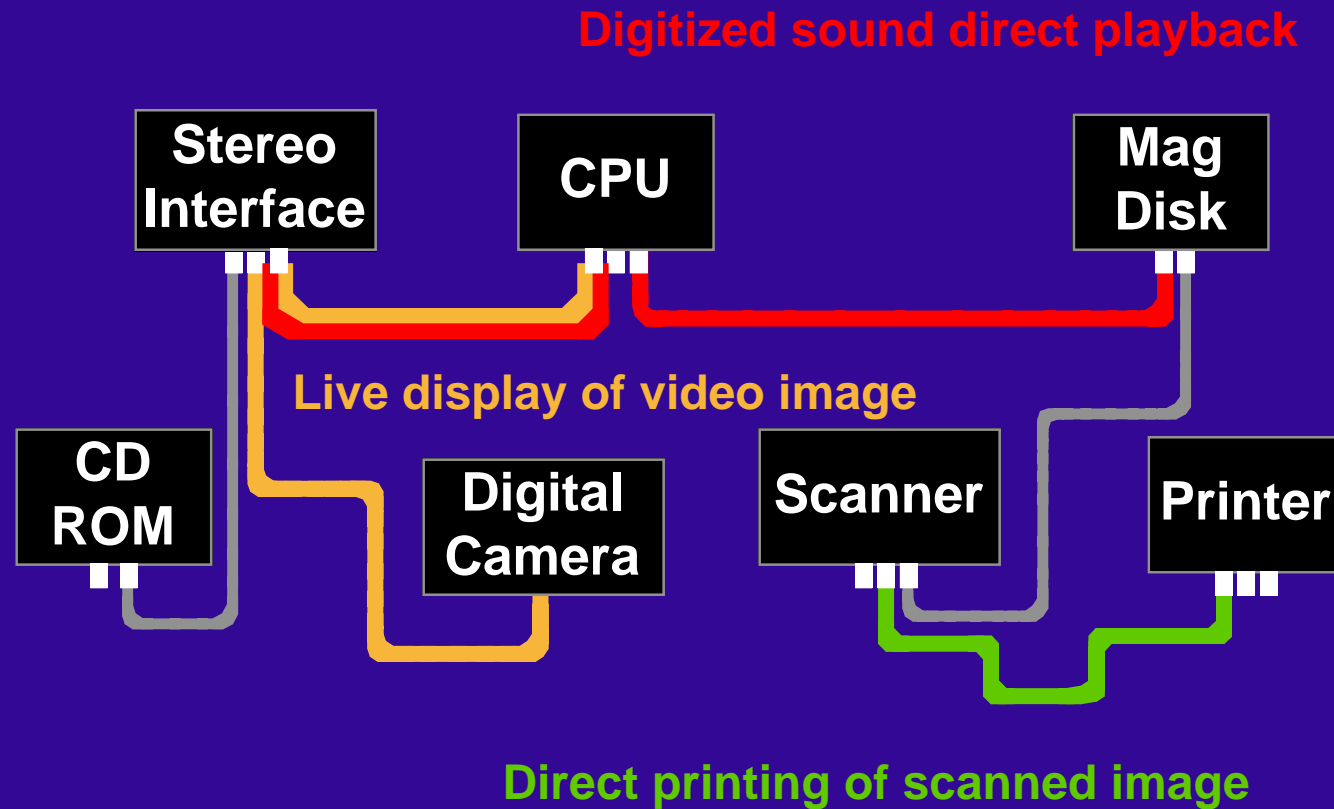 Digitized sound direct playback
Stereo
Interface
CPU
Mag
Disk
Live display of video image
CD
ROM
Digital
Camera
Scanner
Printer
Direct printing of scanned image